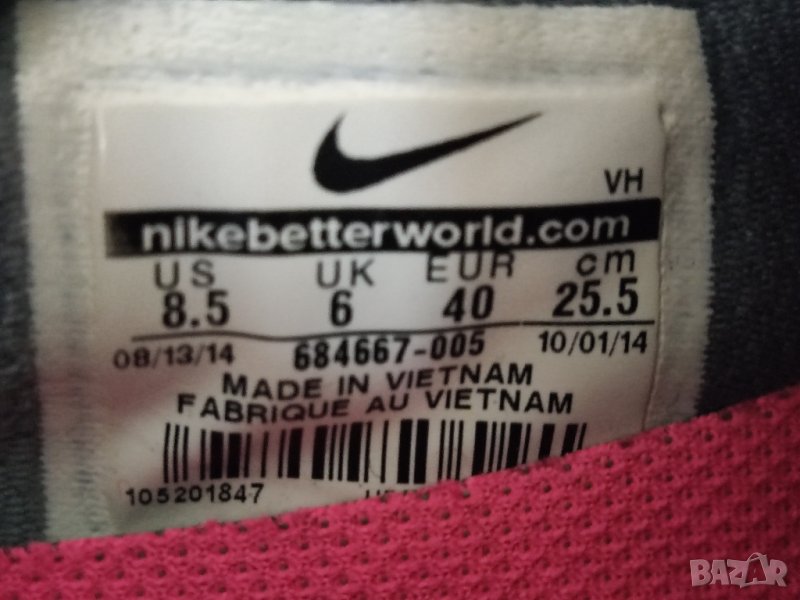 VH
nikebetterworld.com
US UK EUR cm
8.5 6 40 25.5
08/13/14 684667-005 10/01/14
MADE IN VIETNAM
FABRIQUE AU VIETNAM
105201847
BAZAR